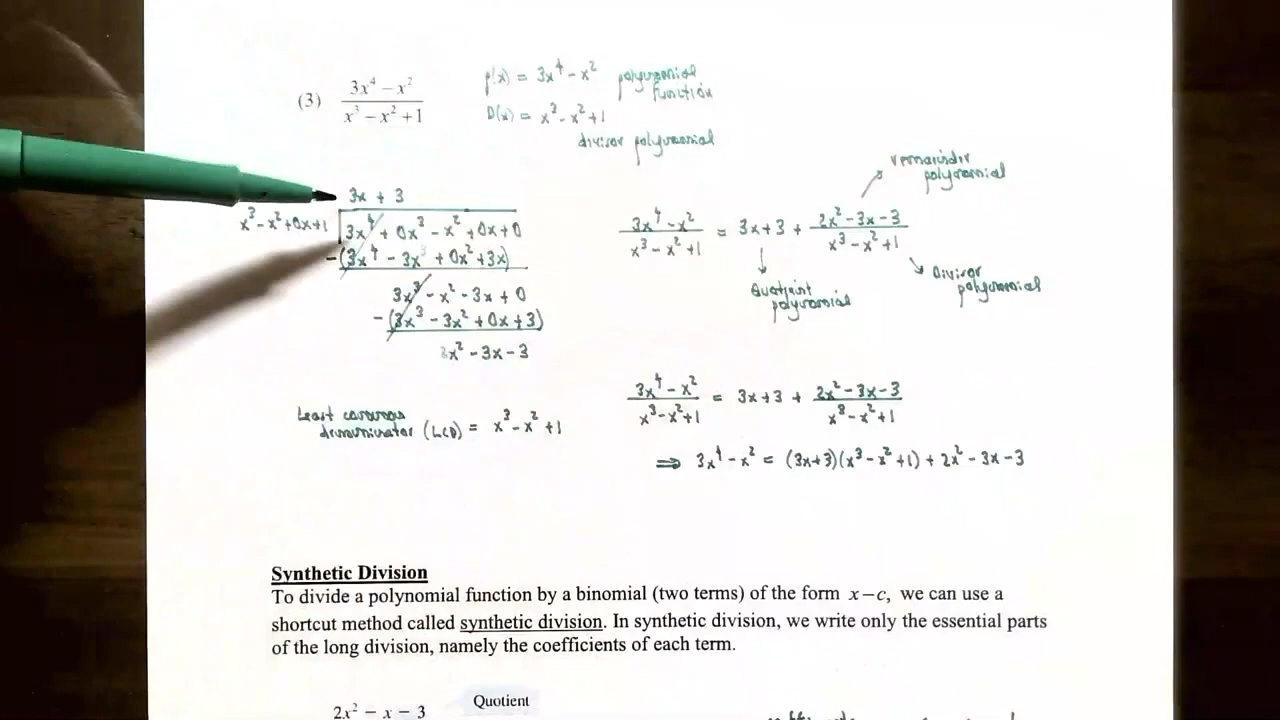 (3) (3x⁴ − x²)/(x³ − x² + 1)
p(x) = 3x⁴ − x² polynomial function
D(x) = x³ − x² + 1
divisor polynomial
3x + 3
x³ − x² + 0x + 1
3x⁴ + 0x³ − x² + 0x + 0
− (3x⁴ − 3x³ + 0x² + 3x)
3x³ − x² − 3x + 0
− (3x³ − 3x² + 0x + 3)
2x² − 3x − 3
remainder polynomial
(3x⁴ − x²)/(x³ − x² + 1) = 3x + 3 + (2x² − 3x − 3)/(x³ − x² + 1)
Quotient polynomial
Divisor polynomial
(3x⁴ − x²)/(x³ − x² + 1) = 3x + 3 + (2x² − 3x − 3)/(x³ − x² + 1)
Least common
denominator (LCD) = x³ − x² + 1
⇒ 3x⁴ − x² = (3x+3)(x³ − x² + 1) + 2x² − 3x − 3
Synthetic Division
To divide a polynomial function by a binomial (two terms) of the form x − c, we can use a
shortcut method called synthetic division. In synthetic division, we write only the essential parts
of the long division, namely the coefficients of each term.
Quotient
2x² − x − 3